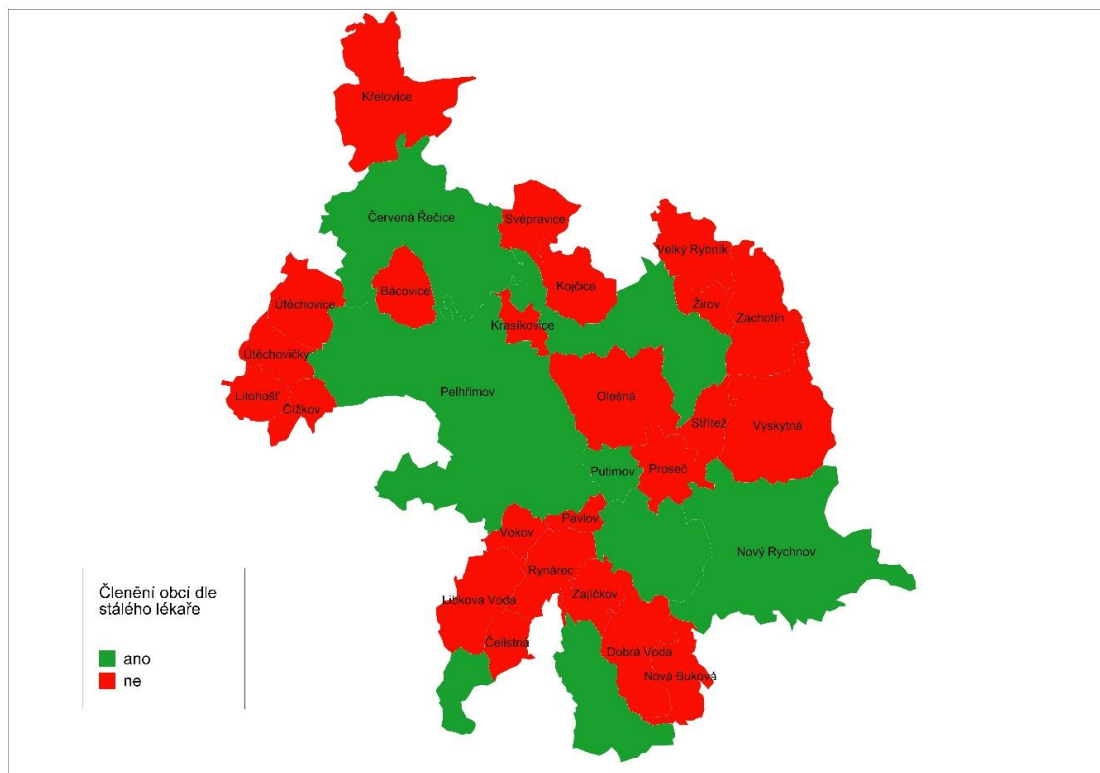 Křelovice
Červená Řečice
Svépravice
Velký Rybník
Bácovice
Kojčice
Útěchovice
Žirov
Zachotín
Krasíkovice
Útěchovičky
Pelhřimov
Olešná
Litohošť
Čížkov
Střítež
Vyskytná
Putimov
Proseč
Pavlov
Vokov
Nový Rychnov
Rynárec
Zajíčkov
Libkova Voda
Čelistná
Dobrá Voda
Nová Buková
Členění obcí dle
stálého lékaře
ano
ne